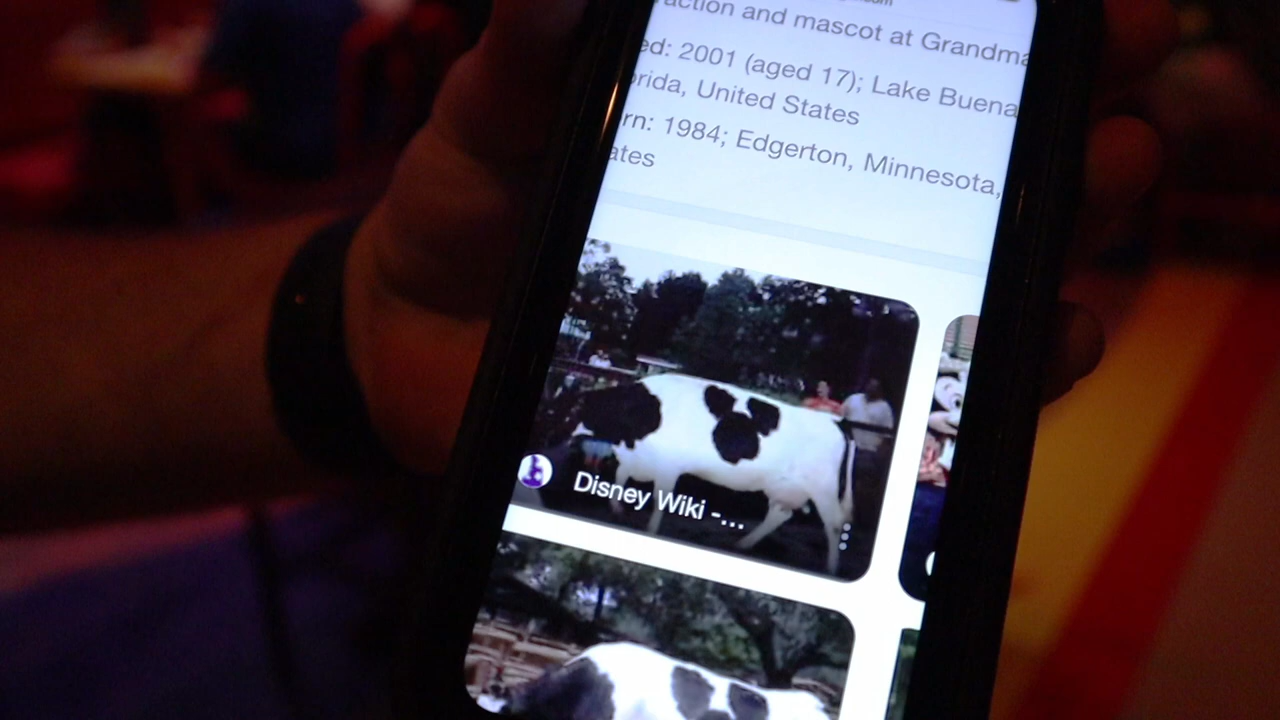 action and mascot at Grandma
ed: 2001 (aged 17); Lake Buena
rida, United States
rn: 1984; Edgerton, Minnesota,
ates
Disney Wiki -...